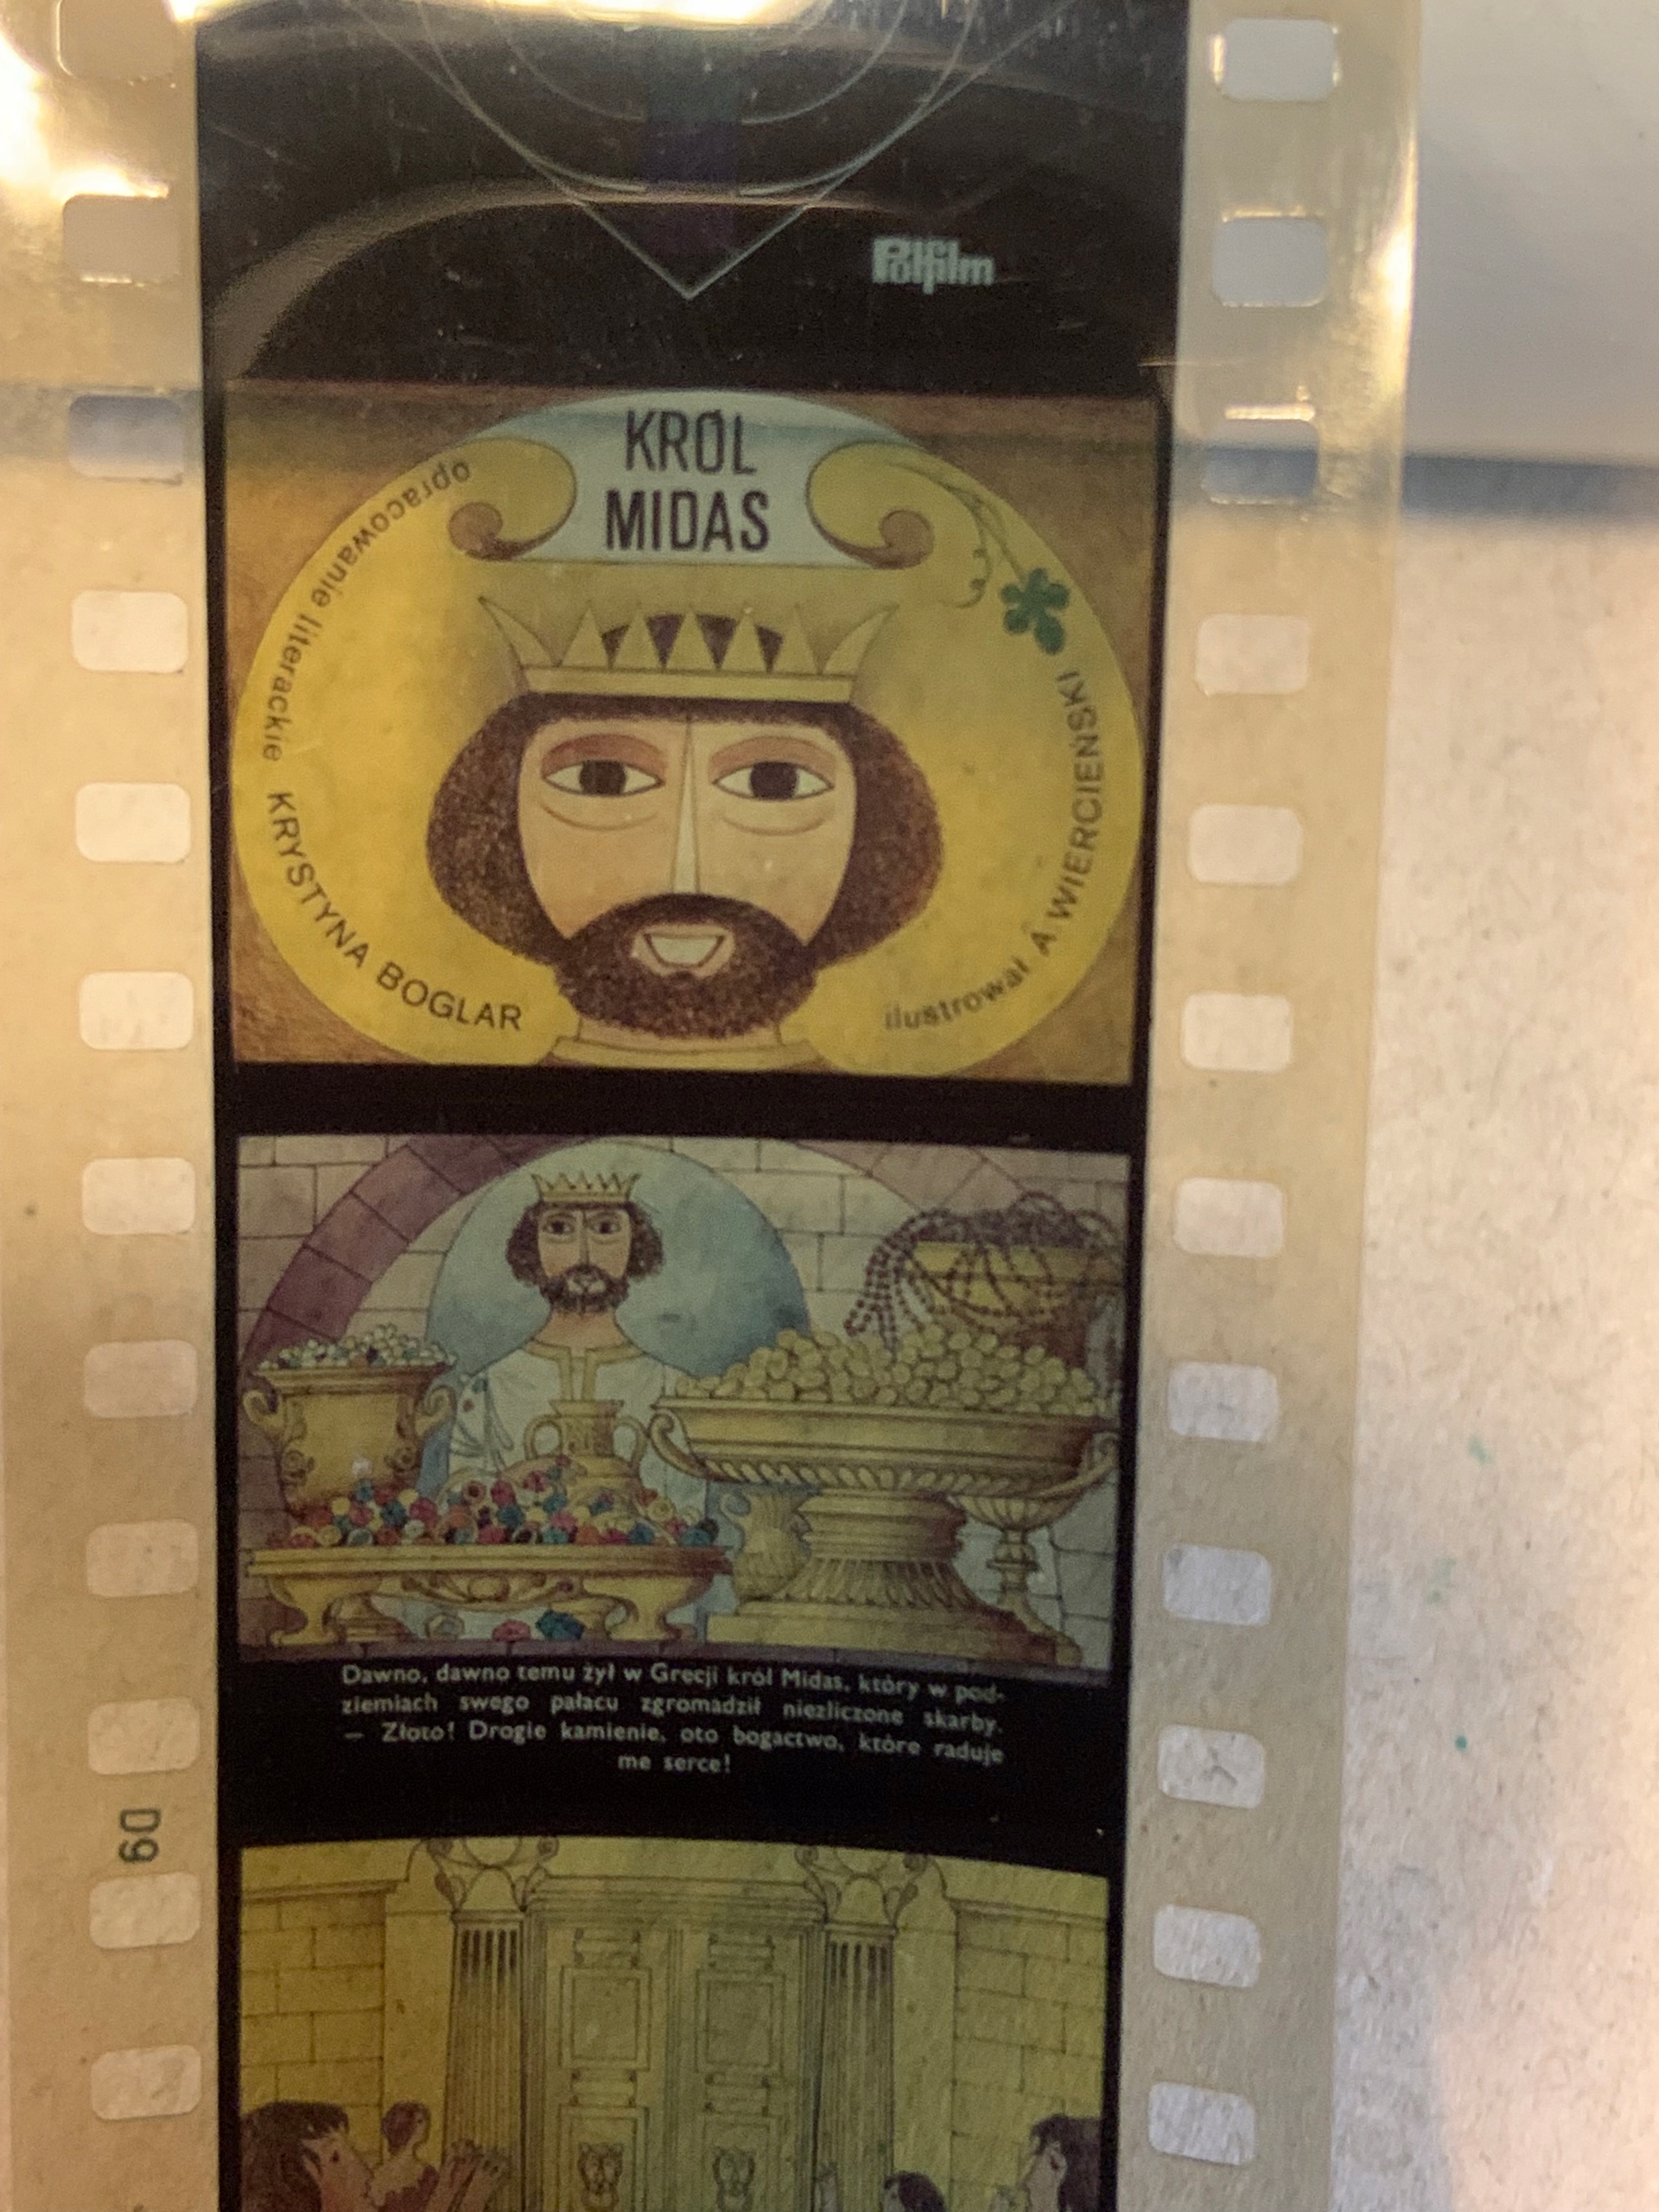 Polfilm
KRÓL
MIDAS
opracowanie literackie KRYSTYNA BOGLAR
ilustrował A WIERCIEŃSKI
Dawno, dawno temu żył w Grecji król Midas, który w pod-
ziemiach swego pałacu zgromadził niezliczone skarby.
— Złoto! Drogie kamienie, oto bogactwo, które raduje
me serce!
D9